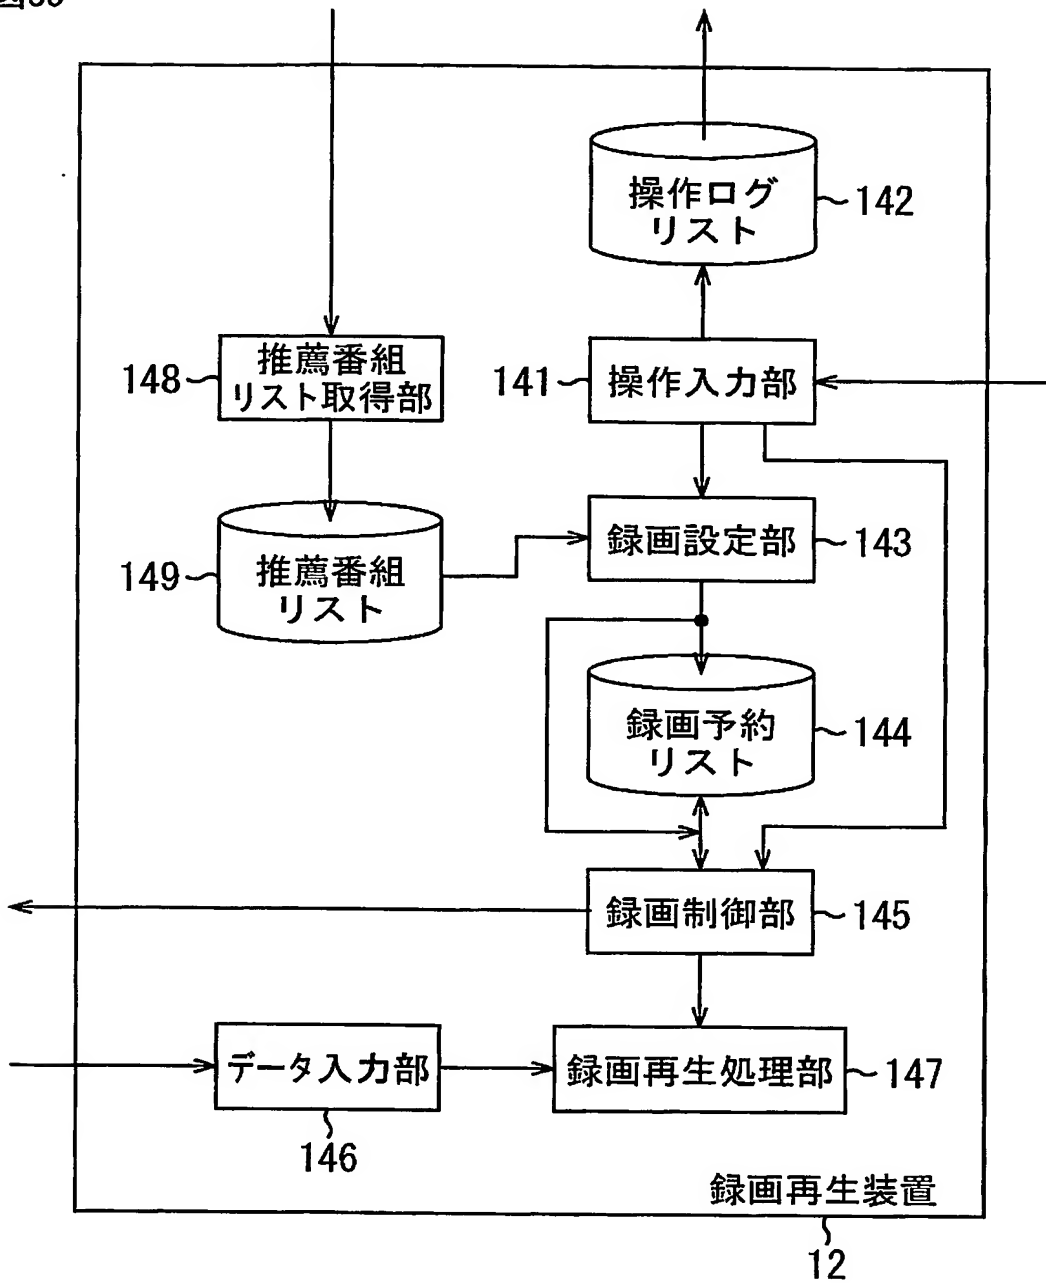 操作ログ
リスト
142
推薦番組
リスト取得部
148
141
操作入力部
録画設定部
143
149
推薦番組
リスト
録画予約
リスト
144
録画制御部
145
データ入力部
146
録画再生処理部
147
録画再生装置
12